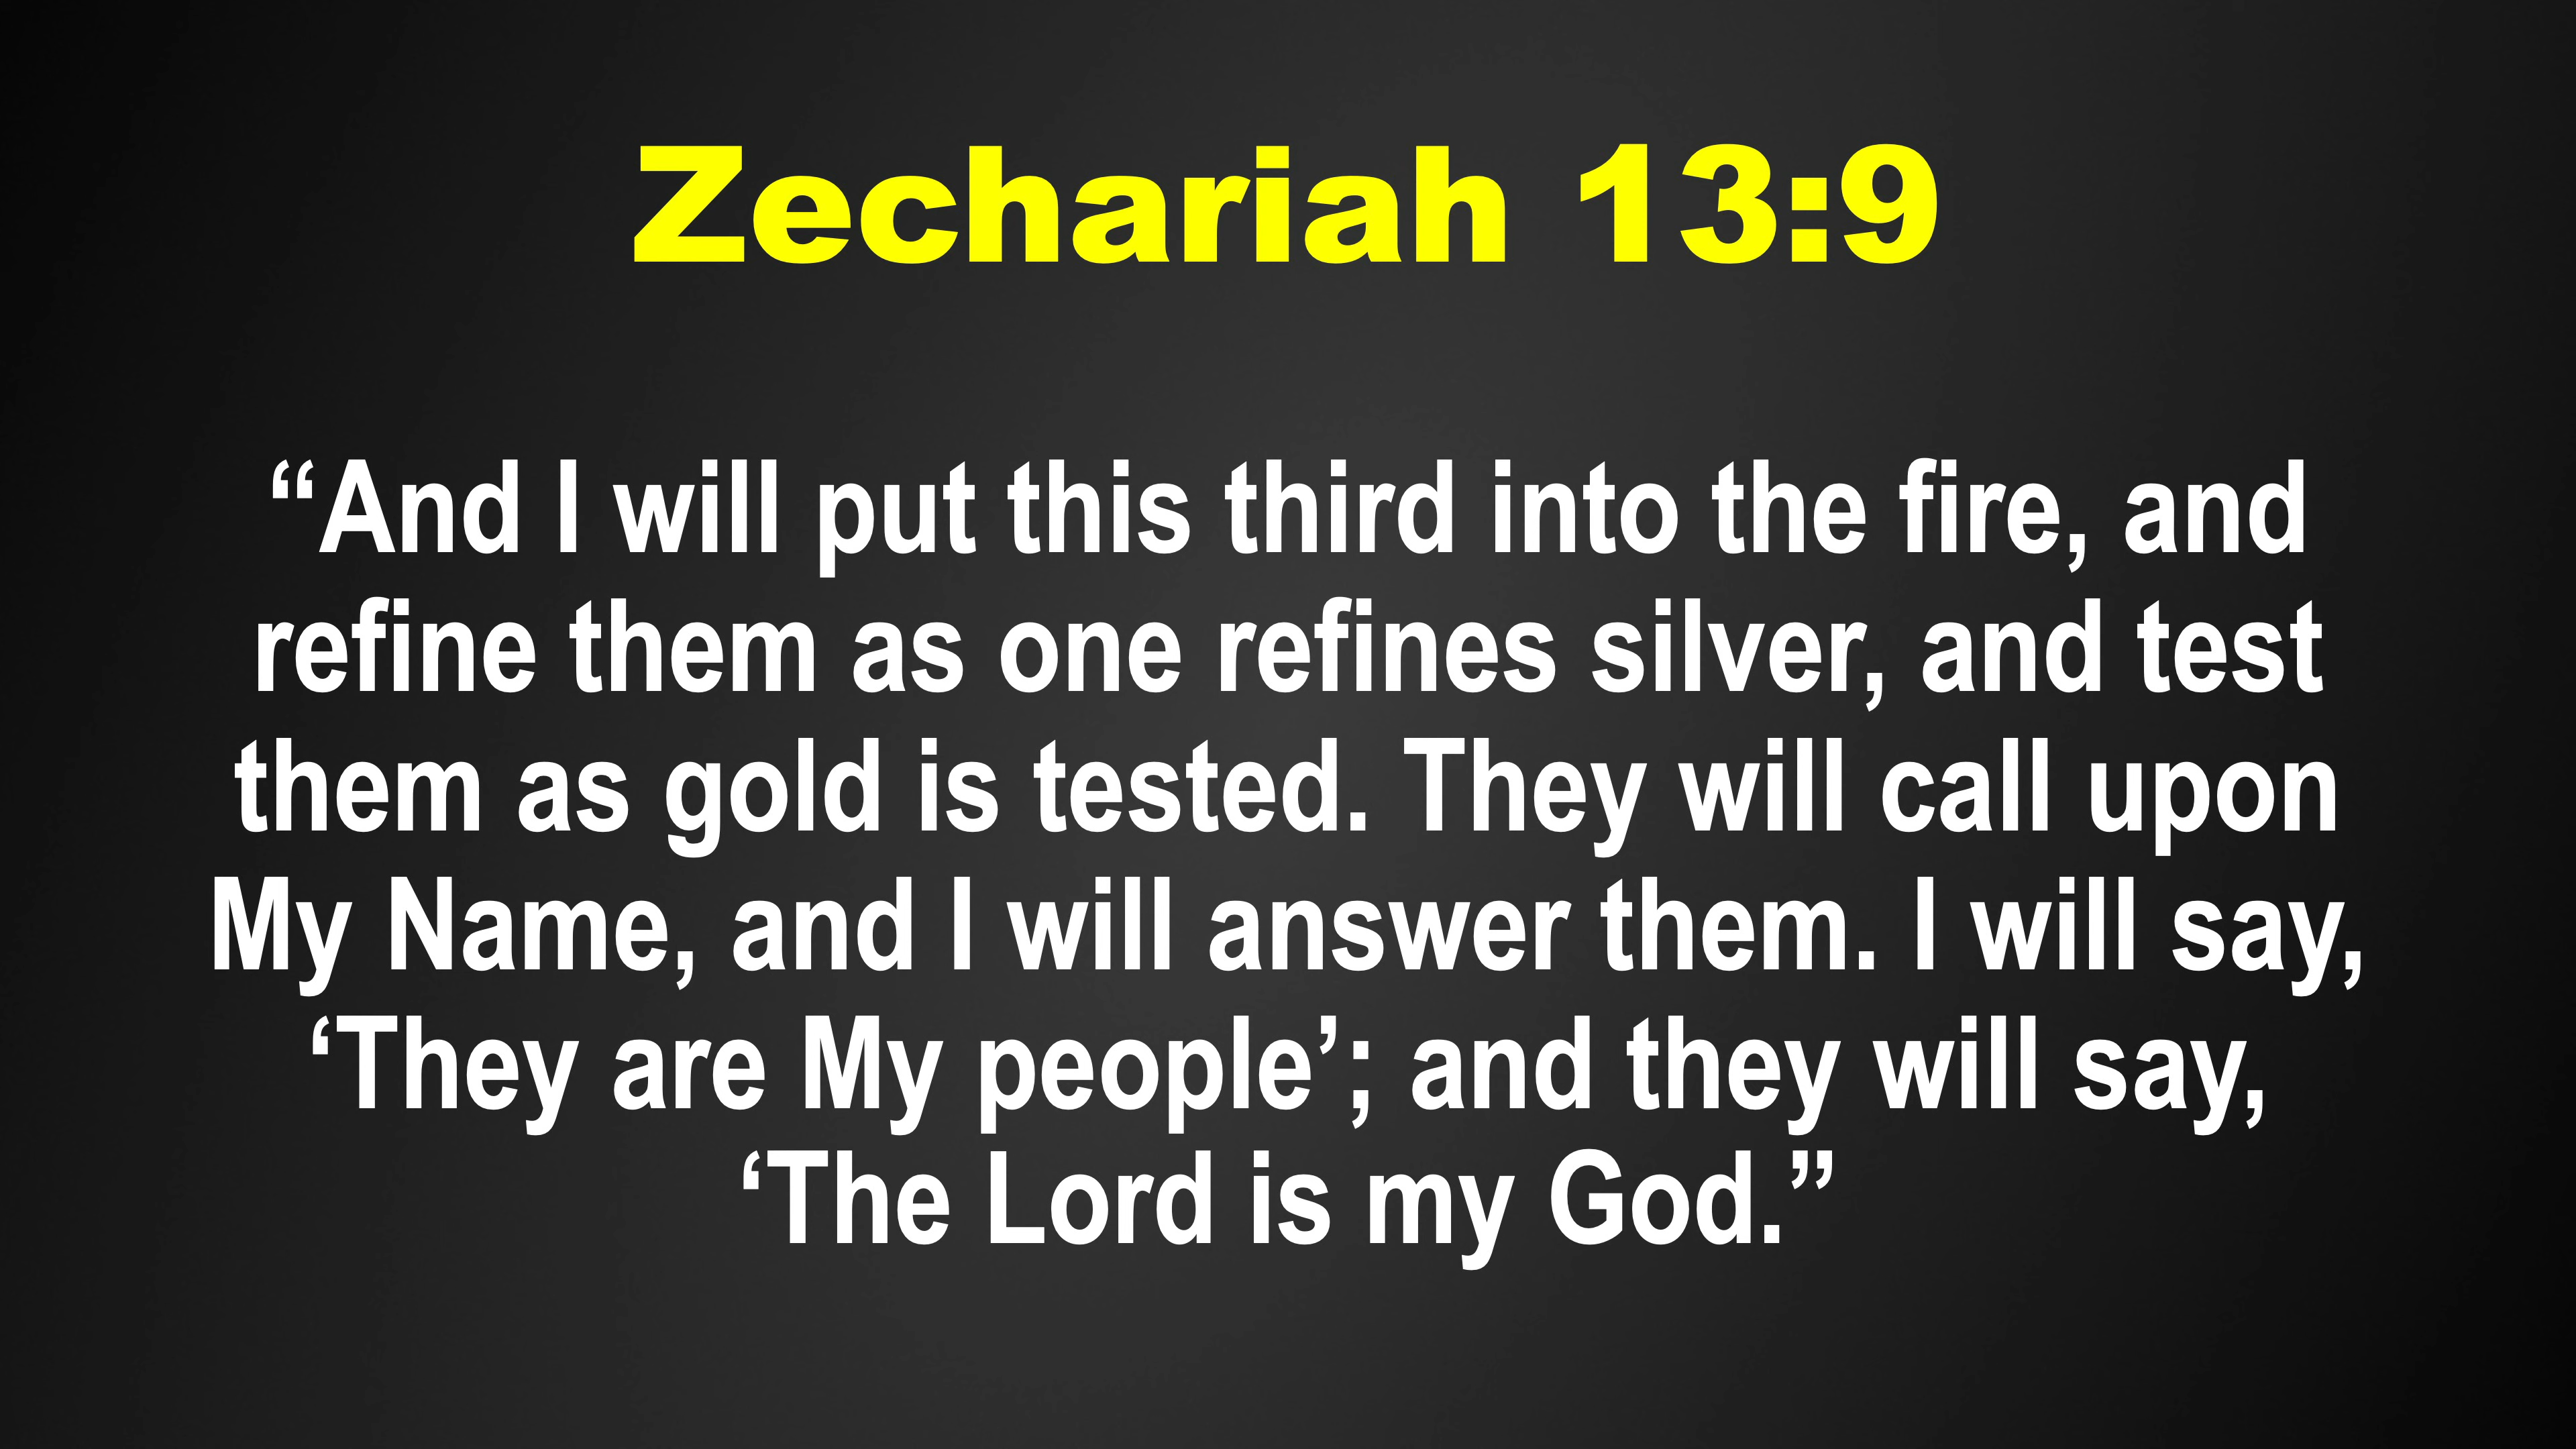 Zechariah 13:9
“And I will put this third into the fire, and
refine them as one refines silver, and test
them as gold is tested. They will call upon
My Name, and I will answer them. I will say,
‘They are My people’; and they will say,
‘The Lord is my God.”